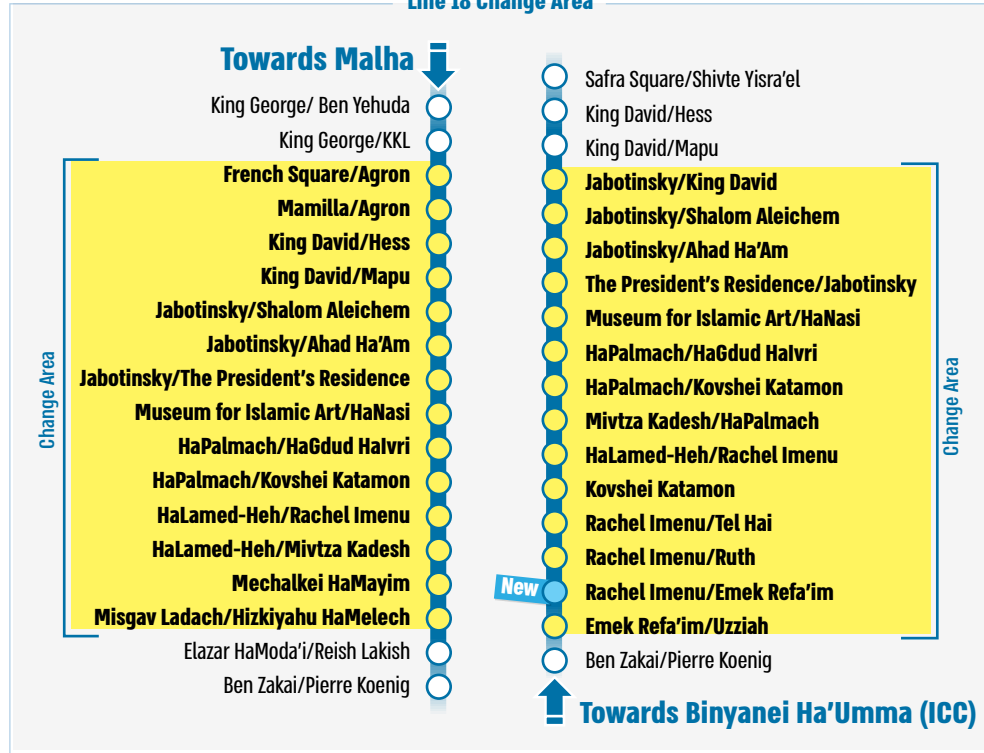 Line 18 Change Area
Towards Malha
King George/ Ben Yehuda
King George/KKL
French Square/Agron
Mamilla/Agron
King David/Hess
King David/Mapu
Jabotinsky/Shalom Aleichem
Jabotinsky/Ahad Ha'Am
Jabotinsky/The President's Residence
Museum for Islamic Art/HaNasi
HaPalmach/HaGdud HaIvri
HaPalmach/Kovshei Katamon
HaLamed-Heh/Rachel Imenu
HaLamed-Heh/Mivtza Kadesh
Mechalkei HaMayim
Misgav Ladach/Hizkiyahu HaMelech
Elazar HaModa'i/Reish Lakish
Ben Zakai/Pierre Koenig
Change Area
Safra Square/Shivte Yisra'el
King David/Hess
King David/Mapu
Jabotinsky/King David
Jabotinsky/Shalom Aleichem
Jabotinsky/Ahad Ha'Am
The President's Residence/Jabotinsky
Museum for Islamic Art/HaNasi
HaPalmach/HaGdud HaIvri
HaPalmach/Kovshei Katamon
Mivtza Kadesh/HaPalmach
HaLamed-Heh/Rachel Imenu
Kovshei Katamon
Rachel Imenu/Tel Hai
Rachel Imenu/Ruth
New
Rachel Imenu/Emek Refa'im
Emek Refa'im/Uzziah
Ben Zakai/Pierre Koenig
Change Area
Towards Binyanei Ha'Umma (ICC)